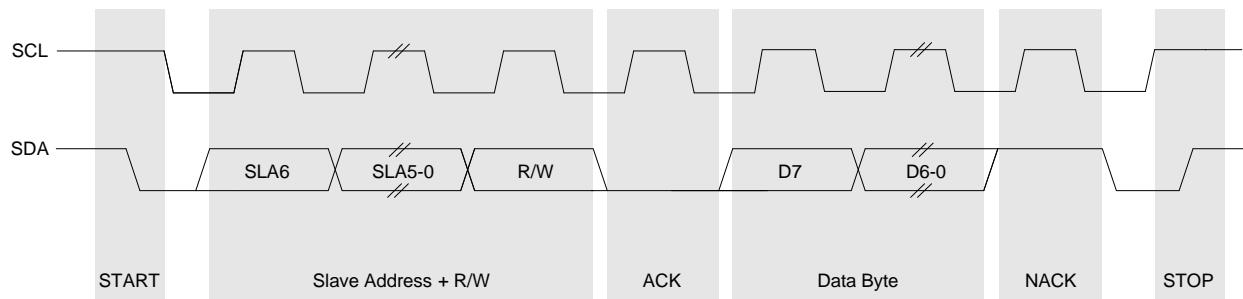 SCL
SDA
SLA6 SLA5-0 R/W D7 D6-0
START Slave Address + R/W ACK Data Byte NACK STOP